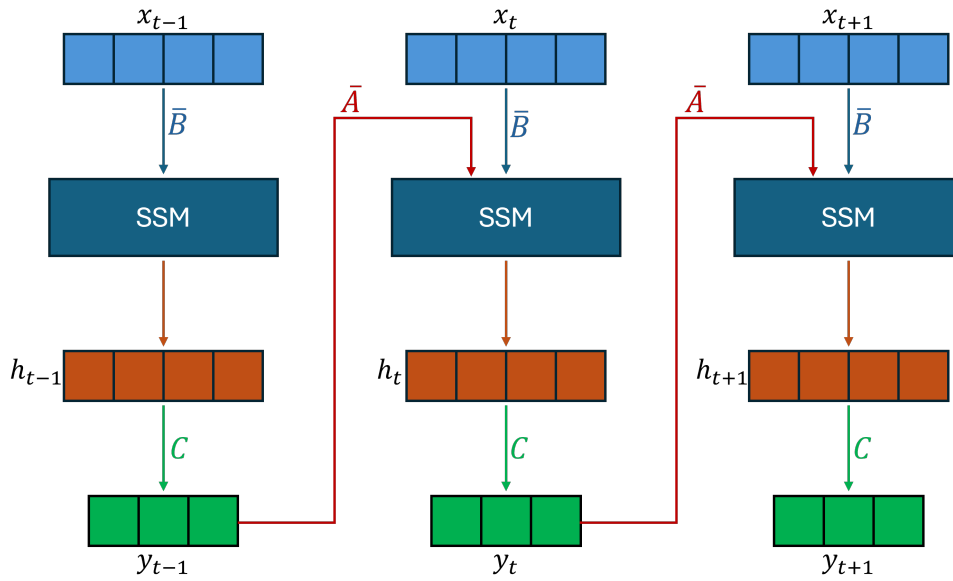 x_{t−1} x_t x_{t+1}
Ā Ā
B̄ B̄ B̄
SSM SSM SSM
h_{t−1} h_t h_{t+1}
C C C
y_{t−1} y_t y_{t+1}